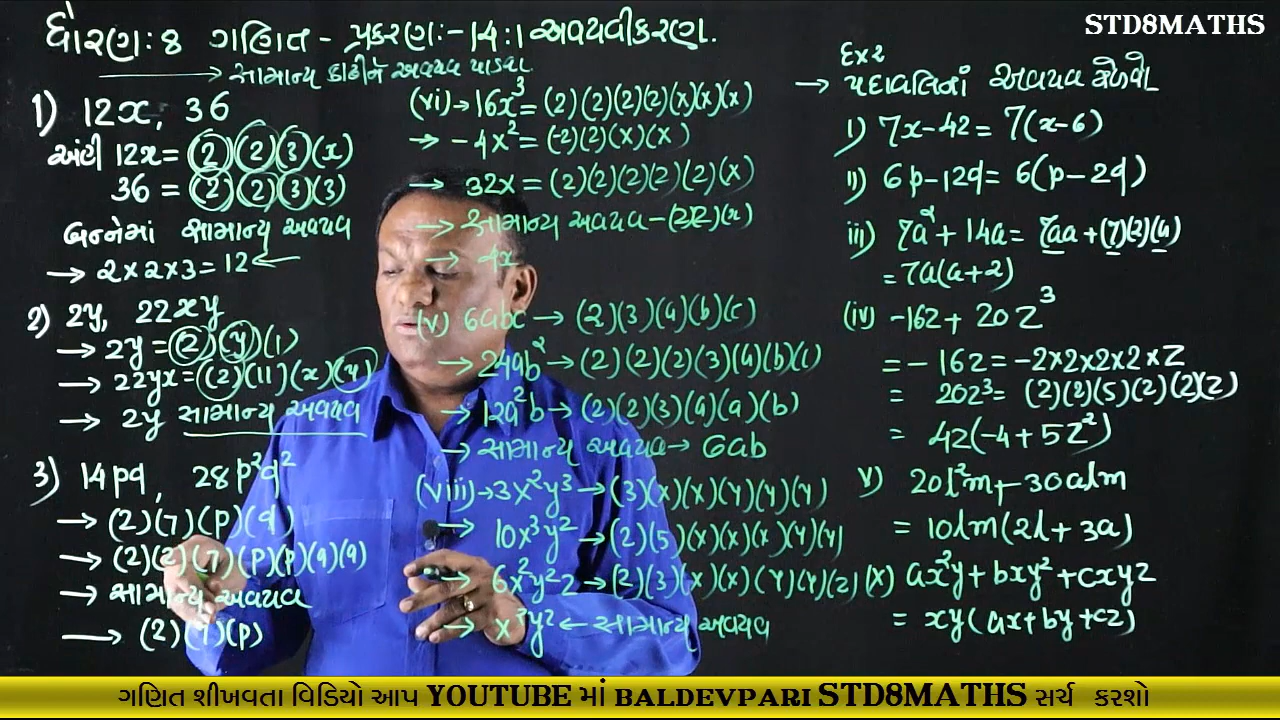 STD8MATHS
ધોરણ: 8 ગણિત - પ્રકરણ:- 14:1 અવયવીકરણ.
→ સામાન્ય કાઢીને અવયવ પાડવા.
1) 12x, 36
અહીં 12x = (2)(2)(3)(x)
36 = (2)(2)(3)(3)
બન્નેમાં સામાન્ય અવયવ
→ 2×2×3=12 ←
2) 2y, 22xy
→ 2y = (2)(y)(1)
→ 22yx = (2)(11)(x)(y)
→ 2y સામાન્ય અવયવ
3) 14pq, 28p²q²
→ (2)(7)(p)(q)
→ (2)(2)(7)(p)(p)(q)(q)
→ સામાન્ય અવયવ
→ (2)(7)(p)
(vi) → 16x³ = (2)(2)(2)(2)(x)(x)(x)
→ -4x² = (-2)(2)(x)(x)
→ 32x = (2)(2)(2)(2)(2)(x)
→ સામાન્ય અવયવ - (2)(2)(x)
→ 4x
(v) 6abc → (2)(3)(a)(b)(c)
→ 24ab² → (2)(2)(2)(3)(a)(b)(c)
→ 12a²b → (2)(2)(3)(a)(a)(b)
→ સામાન્ય અવયવ → 6ab
(viii) → 3x²y³ → (3)(x)(x)(y)(y)(y)
→ 10x³y² → (2)(5)(x)(x)(x)(y)(y)
→ 6x²y²z → (2)(3)(x)(x)(y)(y)(z)
→ x²y² ← સામાન્ય અવયવ
Ex 2
→ પદાવલિનાં અવયવ મેળવો
i) 7x-42 = 7(x-6)
ii) 6p-12q = 6(p-2q)
iii) 7a² + 14a = 7aa + (7)(2)(a)
= 7a(a+2)
(iv) -16z + 20z³
= -16z = -2×2×2×2×z
= 20z³ = (2)(2)(5)(z)(z)(z)
= 4z(-4+5z²)
v) 20l²m + 30alm
= 10lm(2l+3a)
(x) ax²y + bxy² + cxyz
= xy(ax+by+cz)
ગણિત શીખવતા વિડિયો આપ YOUTUBE માં BALDEVPARI STD8MATHS સર્ચ કરશો